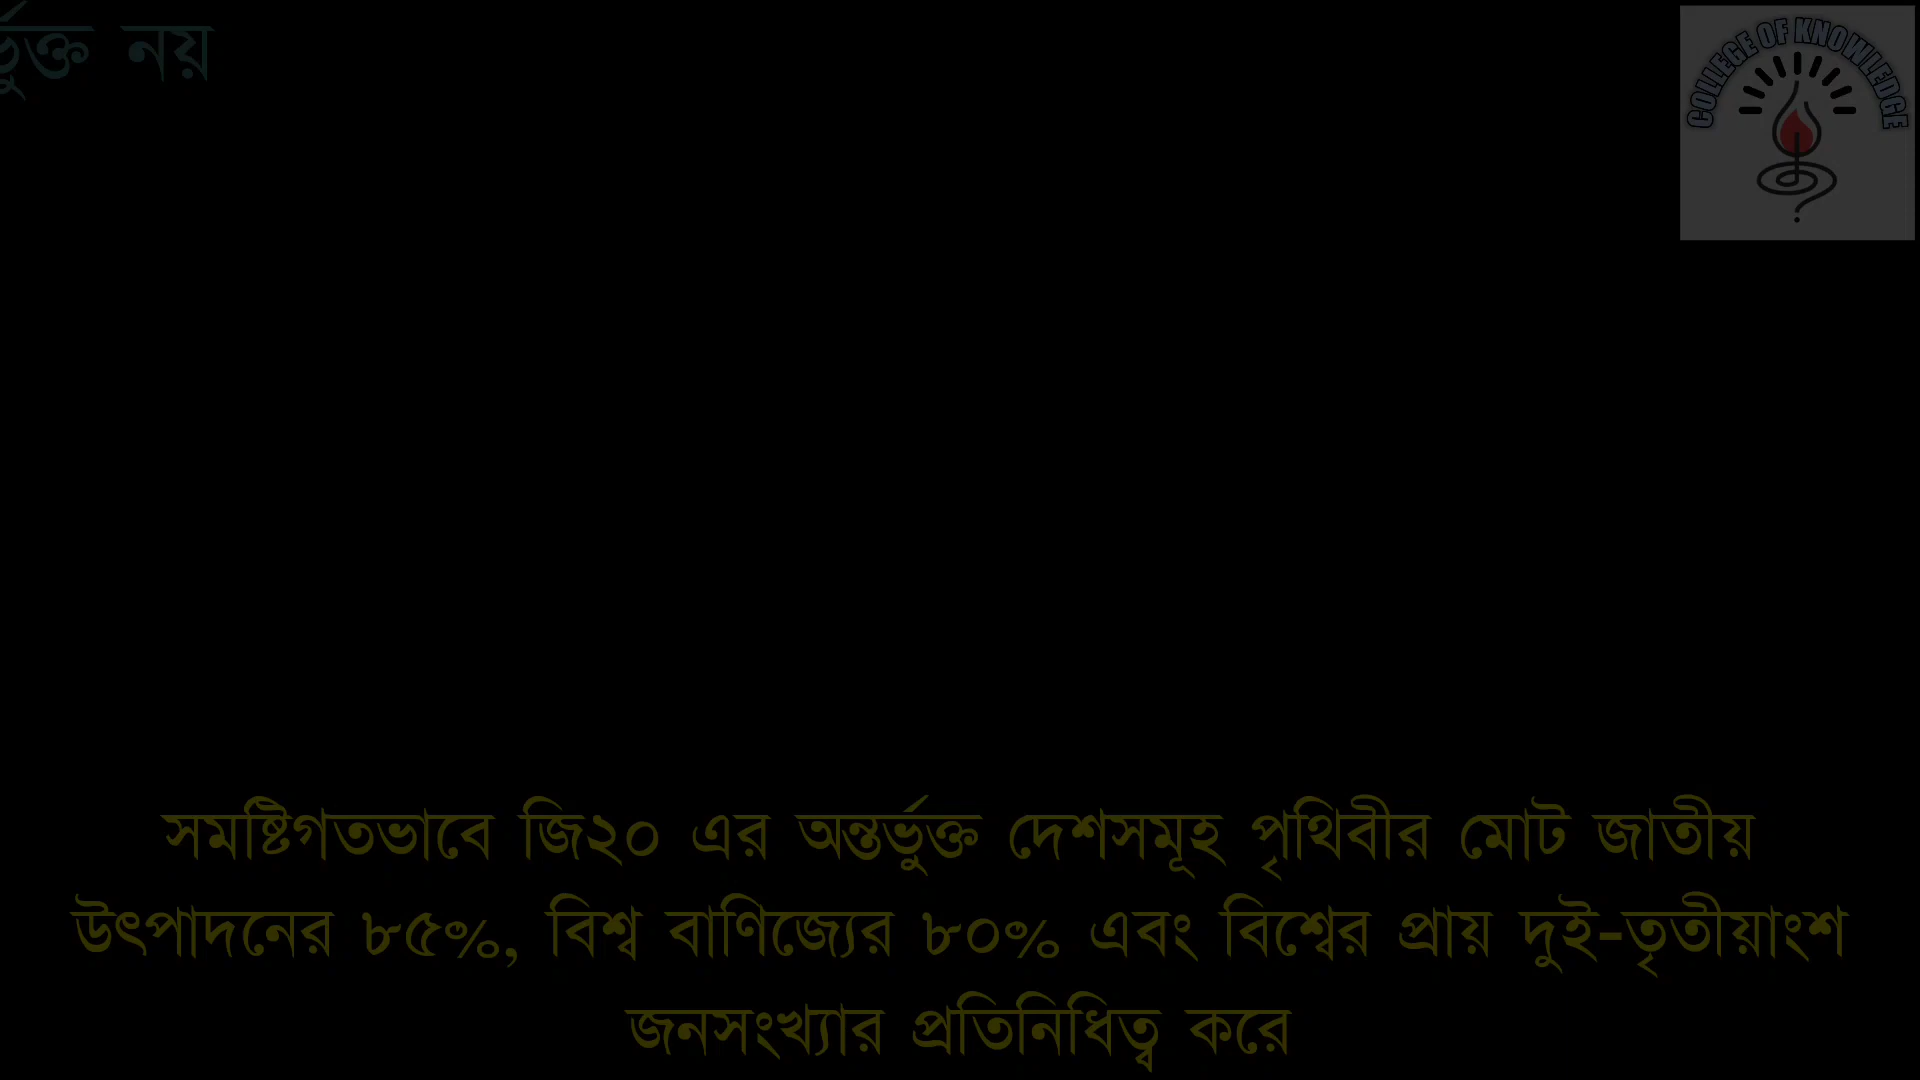 র্ভুক্ত নয়
COLLEGE OF KNOWLEDGE
সমষ্টিগতভাবে জি২০ এর অন্তর্ভুক্ত দেশসমূহ পৃথিবীর মোট জাতীয়
উৎপাদনের ৮৫%, বিশ্ব বাণিজ্যের ৮০% এবং বিশ্বের প্রায় দুই-তৃতীয়াংশ
জনসংখ্যার প্রতিনিধিত্ব করে